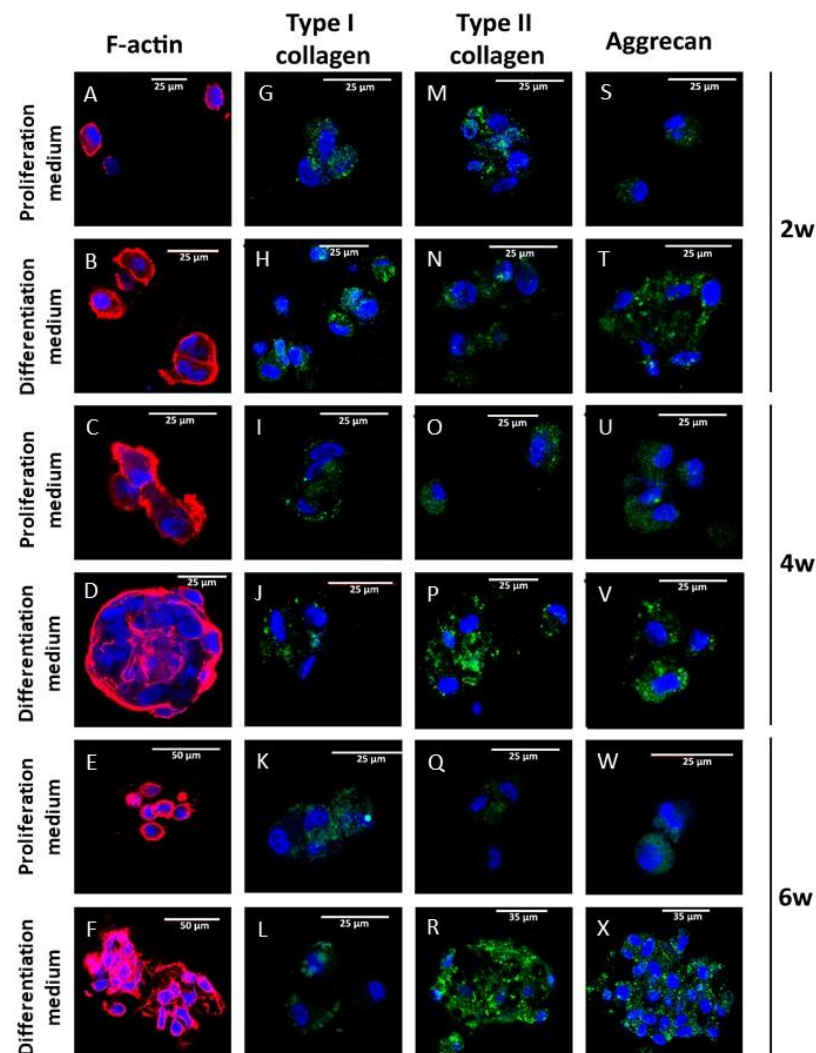 F-actin
Type I
collagen
Type II
collagen
Aggrecan
Proliferation
medium
A
25 µm
G
25 µm
M
25 µm
S
25 µm
2w
Differentiation
medium
B
25 µm
H
25 µm
N
25 µm
T
25 µm
Proliferation
medium
C
25 µm
I
25 µm
O
25 µm
U
25 µm
4w
Differentiation
medium
D
25 µm
J
25 µm
P
25 µm
V
25 µm
Proliferation
medium
E
50 µm
K
25 µm
Q
25 µm
W
25 µm
6w
Differentiation
medium
F
50 µm
L
25 µm
R
35 µm
X
35 µm